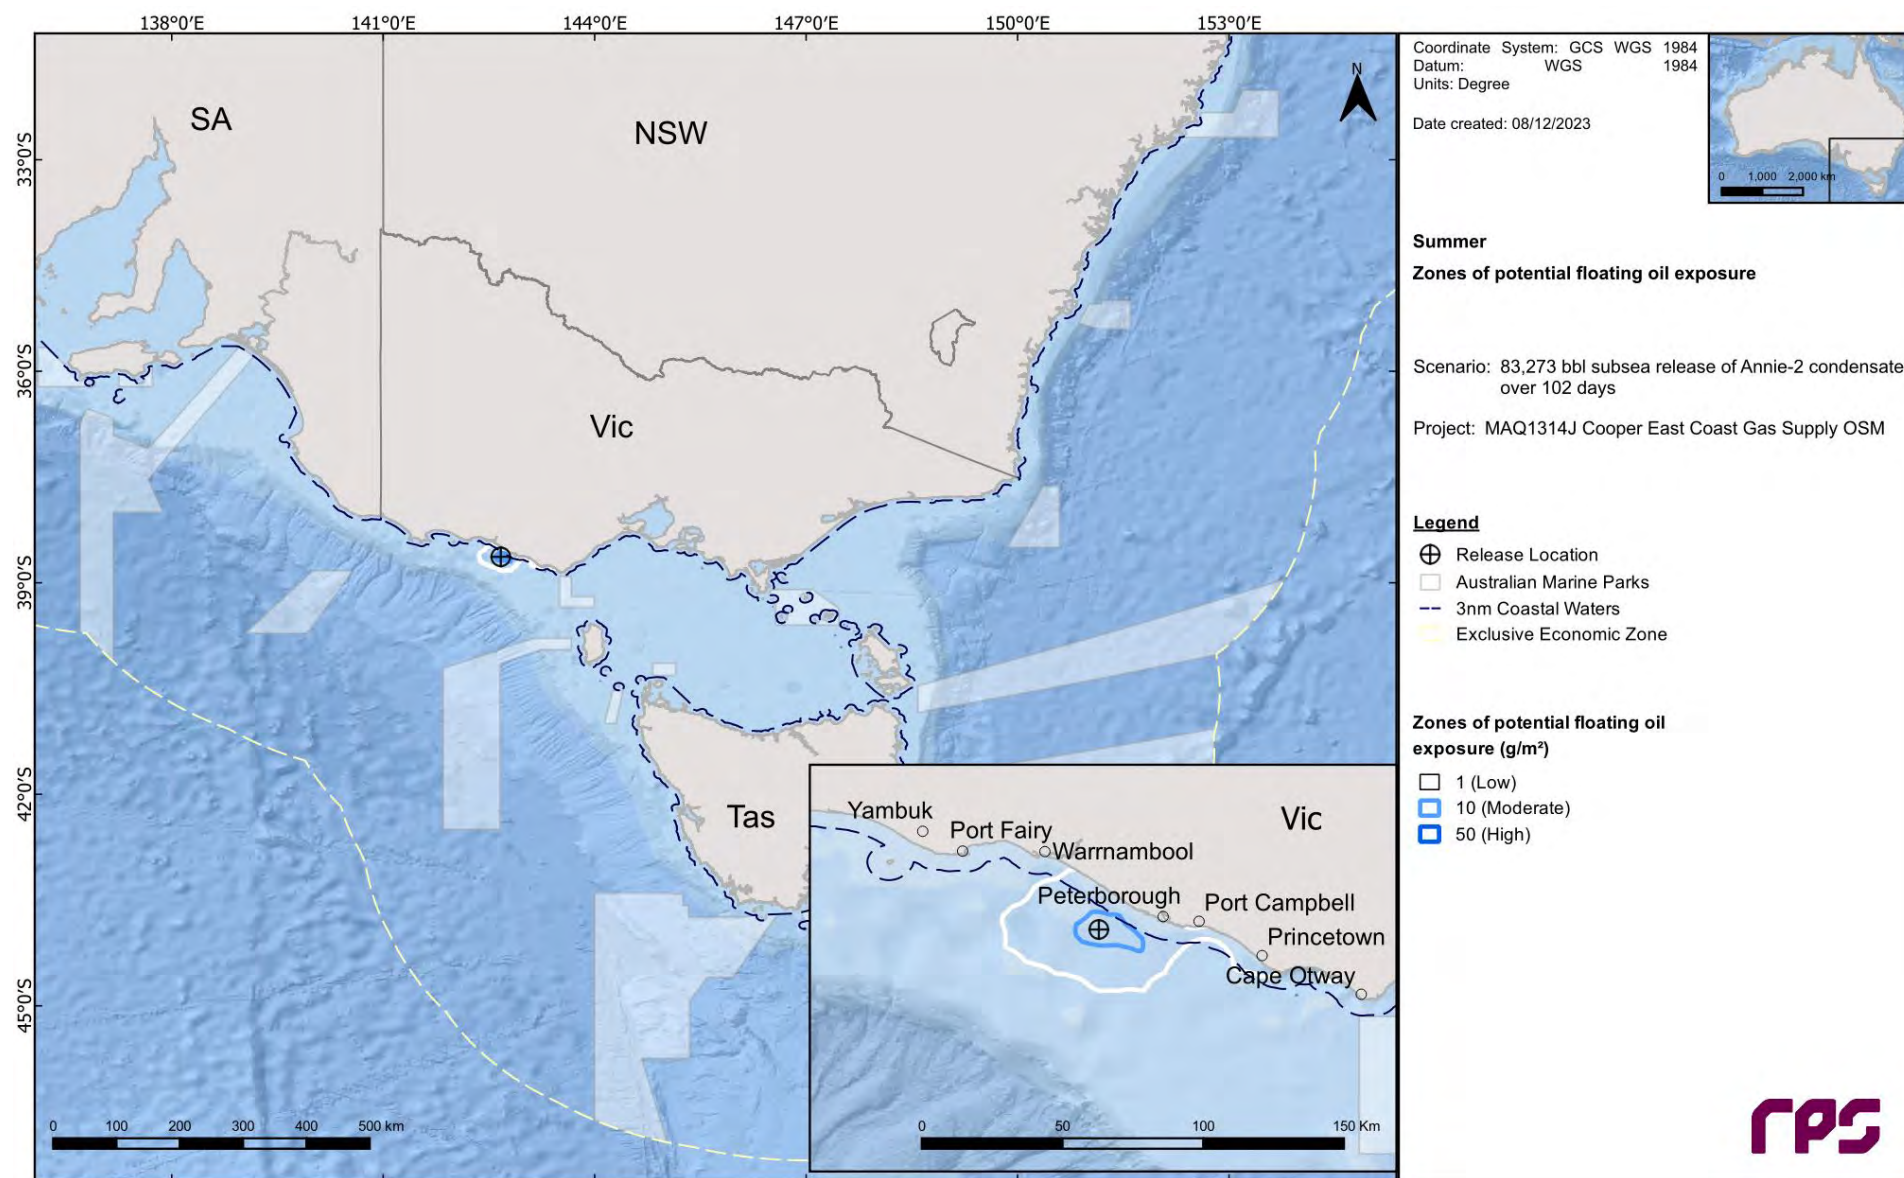 138°0'E 141°0'E 144°0'E 147°0'E 150°0'E 153°0'E
33°0'S
36°0'S
39°0'S
42°0'S
45°0'S
SA
NSW
Vic
Tas
N
0 100 200 300 400 500 km
Yambuk
Port Fairy
Warrnambool
Vic
Peterborough
Port Campbell
Princetown
Cape Otway
0 50 100 150 Km
Coordinate System: GCS WGS 1984
Datum: WGS 1984
Units: Degree
Date created: 08/12/2023
0 1,000 2,000 km
Summer
Zones of potential floating oil exposure
Scenario: 83,273 bbl subsea release of Annie-2 condensate
over 102 days
Project: MAQ1314J Cooper East Coast Gas Supply OSM
Legend
Release Location
Australian Marine Parks
3nm Coastal Waters
Exclusive Economic Zone
Zones of potential floating oil
exposure (g/m²)
1 (Low)
10 (Moderate)
50 (High)
rps